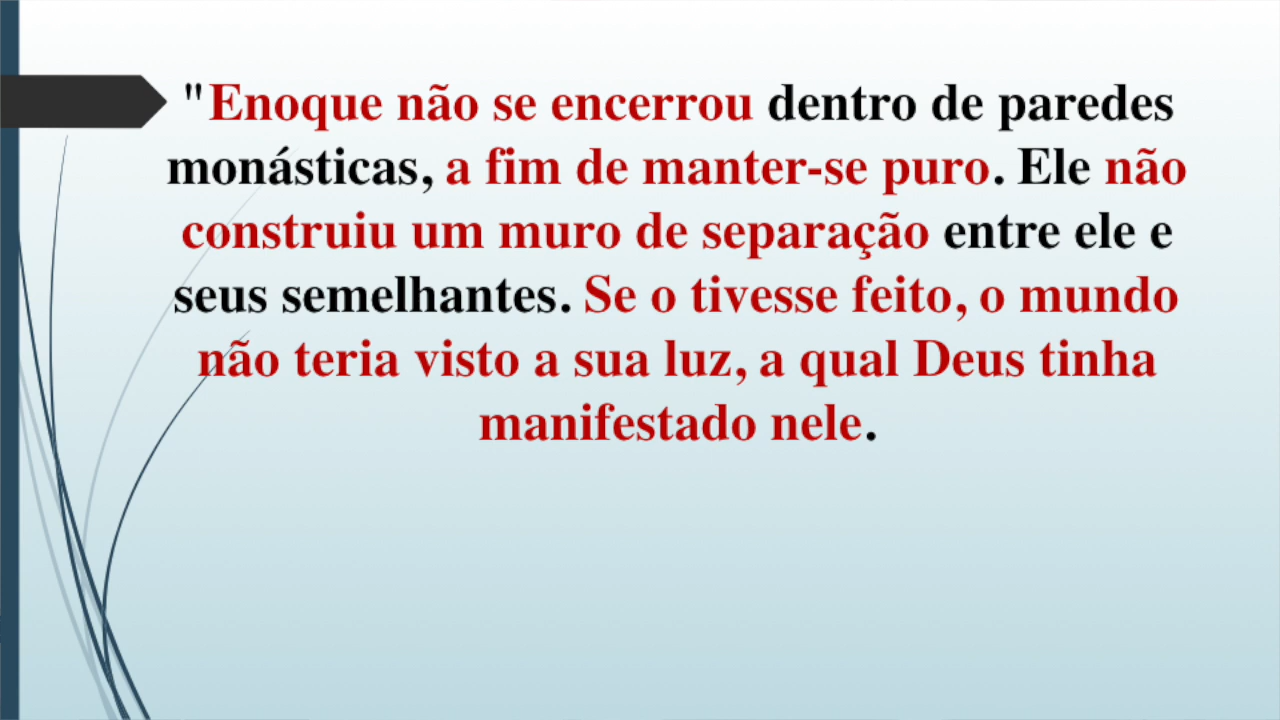 "Enoque não se encerrou dentro de paredes
monásticas, a fim de manter-se puro. Ele não
construiu um muro de separação entre ele e
seus semelhantes. Se o tivesse feito, o mundo
não teria visto a sua luz, a qual Deus tinha
manifestado nele.